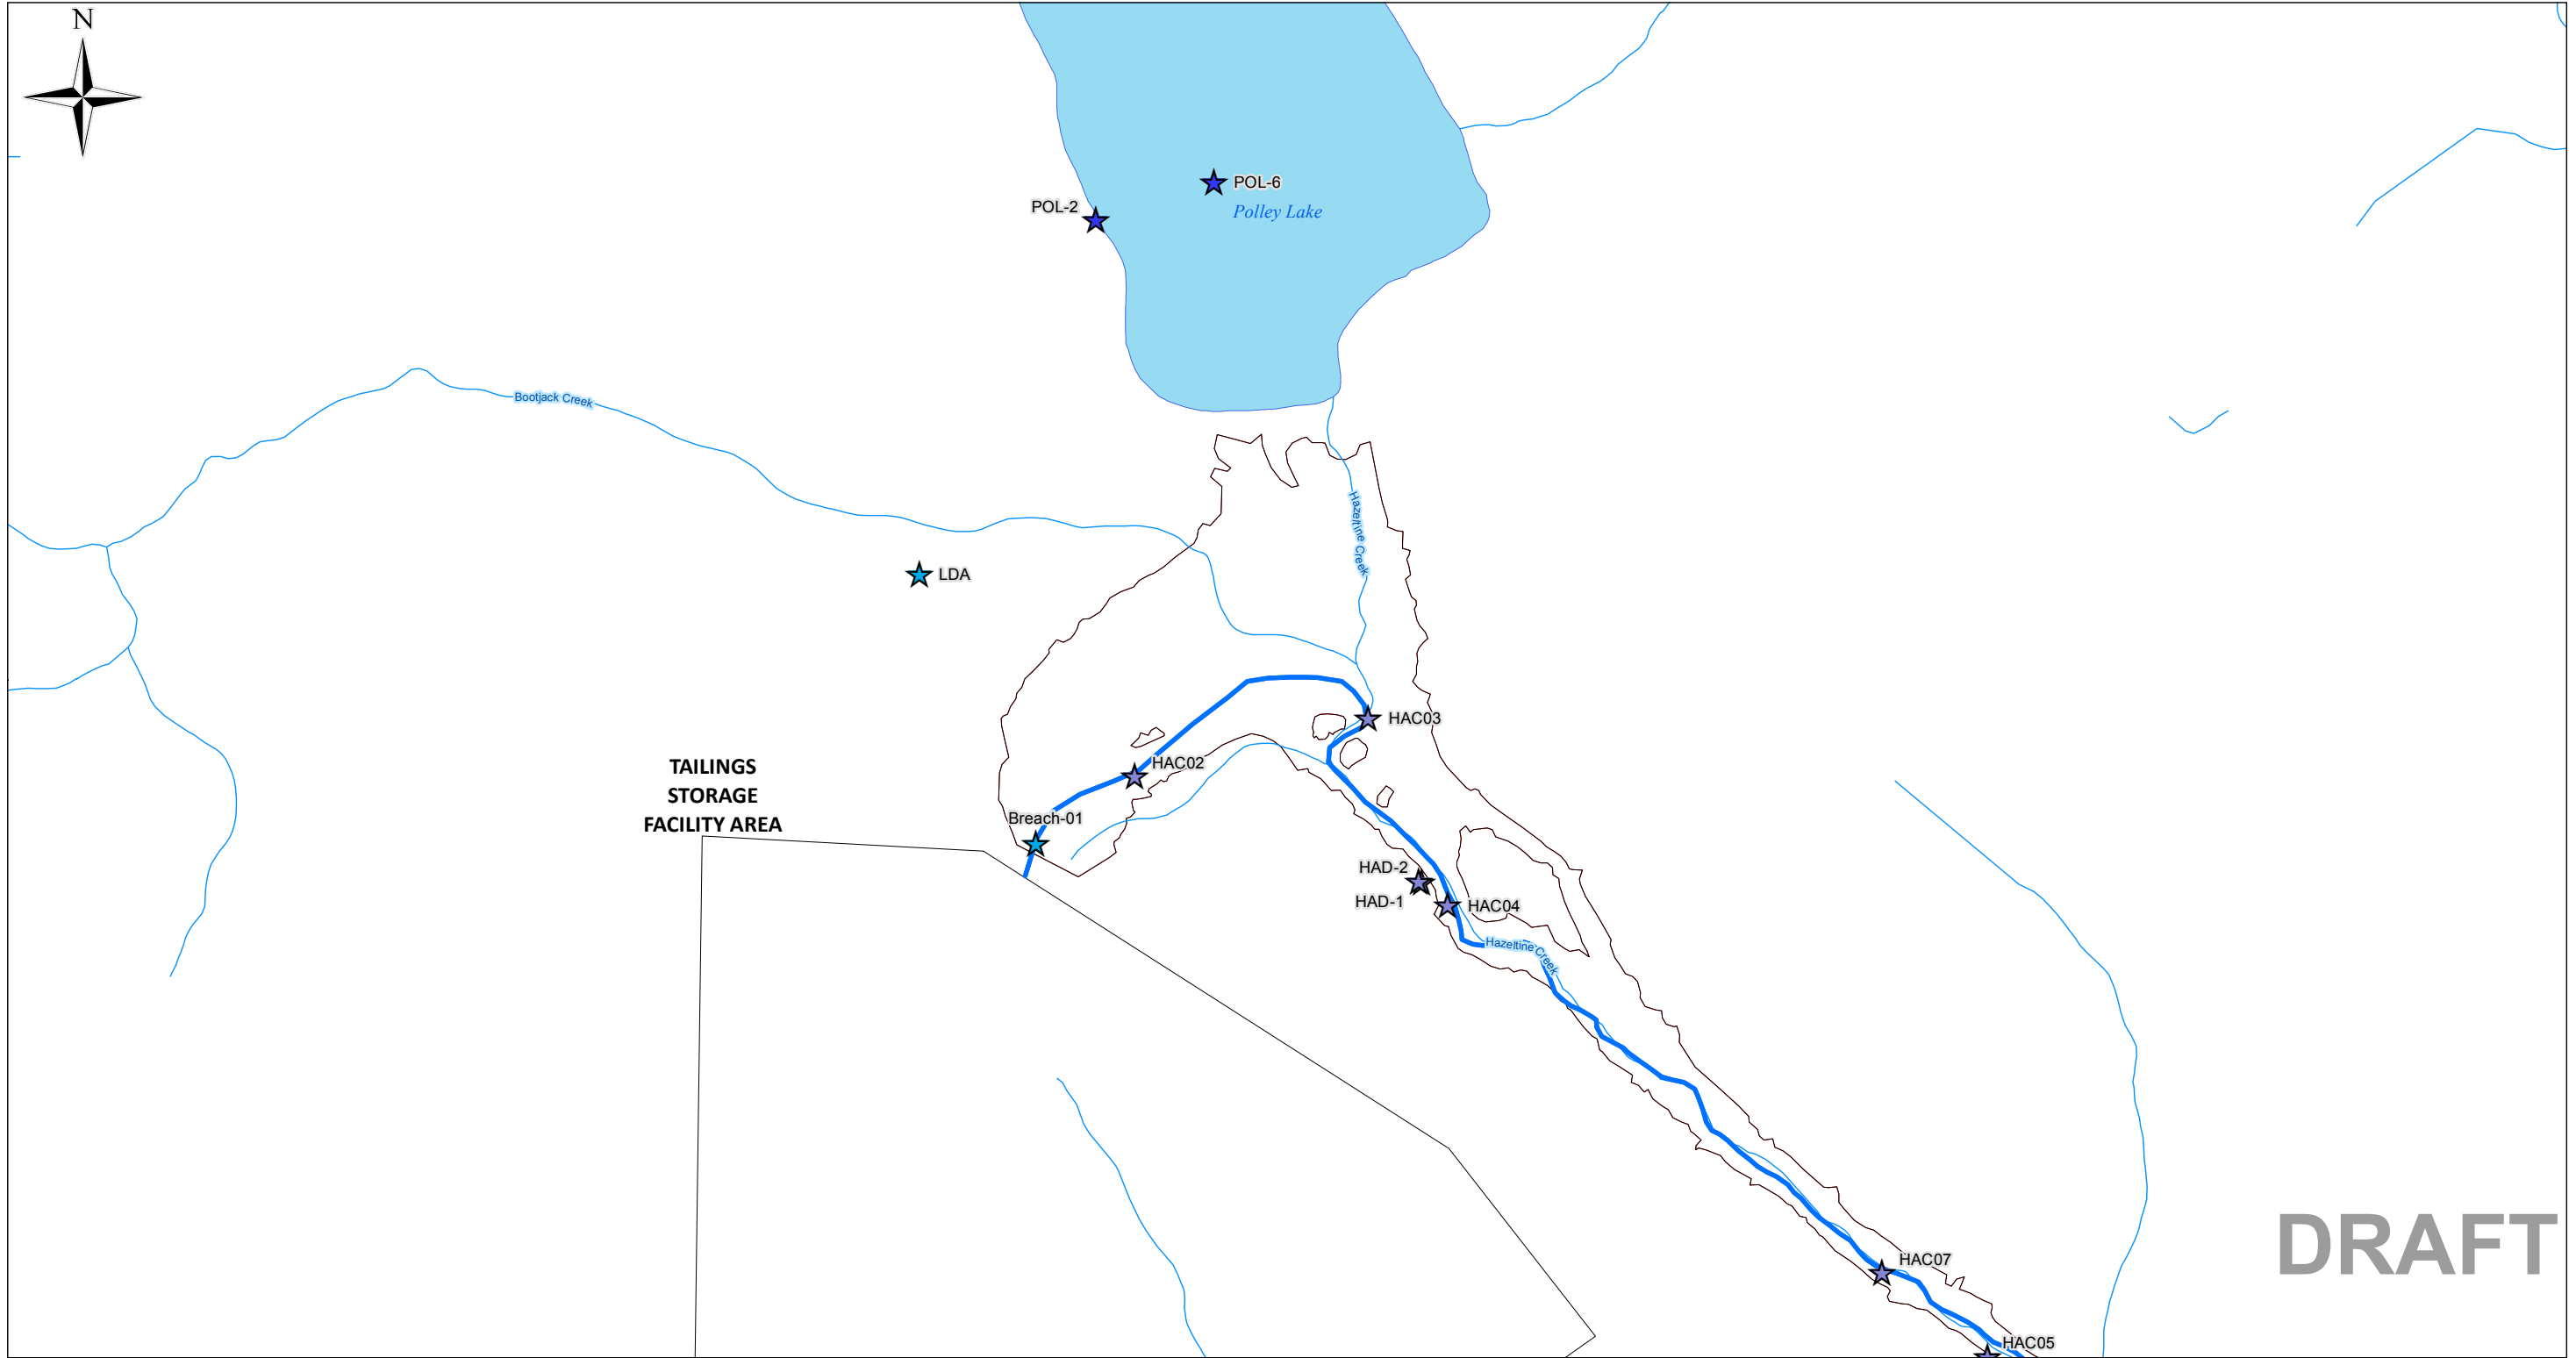 N
POL-6
POL-2
Polley Lake
Bootjack Creek
Hazeltine Creek
LDA
HAC03
HAC02
TAILINGS
STORAGE
FACILITY AREA
Breach-01
HAD-2
HAD-1
HAC04
Hazeltine Creek
DRAFT
HAC07
HAC05